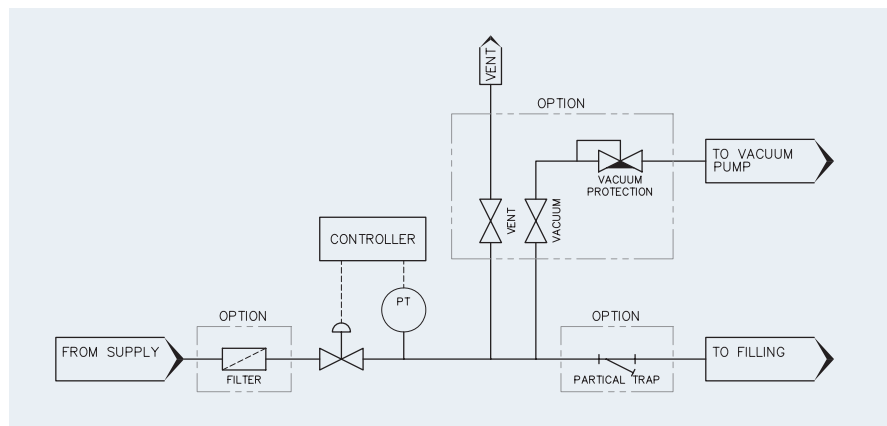 VENT
OPTION
TO VACUUM
PUMP
VACUUM
PROTECTION
VENT
VACUUM
CONTROLLER
PT
OPTION
OPTION
FROM SUPPLY
TO FILLING
FILTER
PARTICAL TRAP